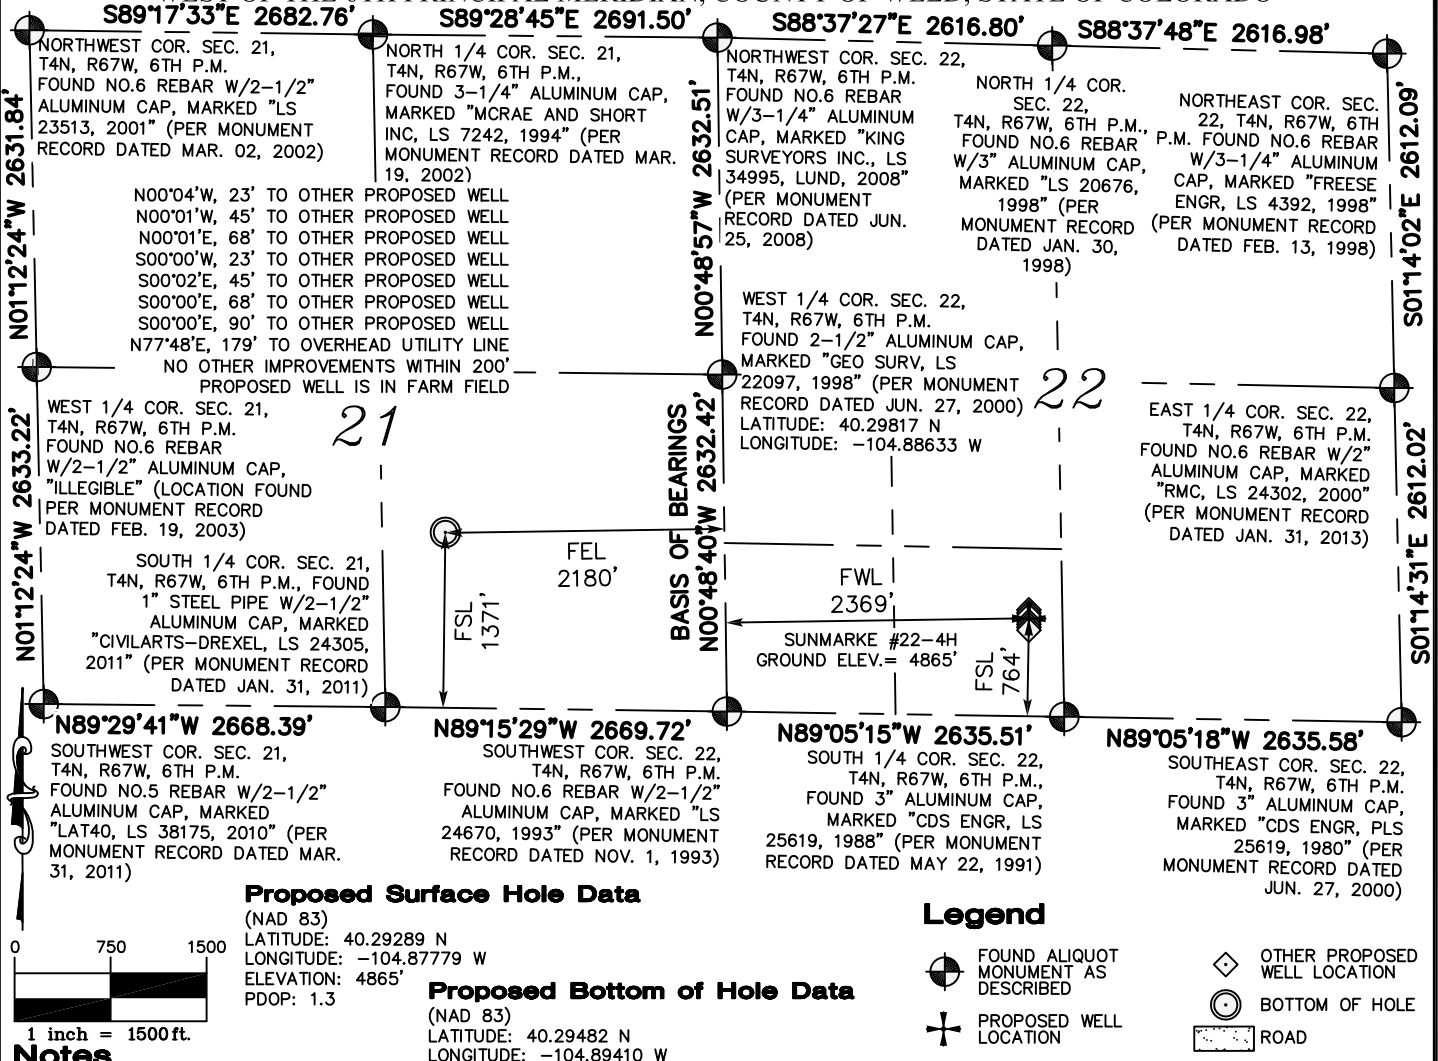 WEST OF THE 6TH PRINCIPAL MERIDIAN, COUNTY OF WELD, STATE OF COLORADO
S89°17'33"E 2682.76'
S89°28'45"E 2691.50'
S88°37'27"E 2616.80'
S88°37'48"E 2616.98'
NORTHWEST COR. SEC. 21,
T4N, R67W, 6TH P.M.
FOUND NO.6 REBAR W/2-1/2"
ALUMINUM CAP, MARKED "LS
23513, 2001" (PER MONUMENT
RECORD DATED MAR. 02, 2002)
NORTH 1/4 COR. SEC. 21,
T4N, R67W, 6TH P.M.,
FOUND 3-1/4" ALUMINUM CAP,
MARKED "MCRAE AND SHORT
INC, LS 7242, 1994" (PER
MONUMENT RECORD DATED MAR.
19, 2002)
NORTHWEST COR. SEC. 22,
T4N, R67W, 6TH P.M.
FOUND NO.6 REBAR
W/3-1/4" ALUMINUM
CAP, MARKED "KING
SURVEYORS INC., LS
34995, LUND, 2008"
(PER MONUMENT
RECORD DATED JUN.
25, 2008)
NORTH 1/4 COR.
SEC. 22,
T4N, R67W, 6TH P.M.,
FOUND NO.6 REBAR
W/3" ALUMINUM CAP,
MARKED "LS 20676,
1998" (PER
MONUMENT RECORD
DATED JAN. 30,
1998)
NORTHEAST COR. SEC.
22, T4N, R67W, 6TH
P.M. FOUND NO.6 REBAR
W/3-1/4" ALUMINUM
CAP, MARKED "FREESE
ENGR, LS 4392, 1998"
(PER MONUMENT RECORD
DATED FEB. 13, 1998)
N01°12'24"W 2631.84'
N00°48'57"W 2632.51'
S01°14'02"E 2612.09'
N00°04'W, 23' TO OTHER PROPOSED WELL
N00°01'W, 45' TO OTHER PROPOSED WELL
N00°01'E, 68' TO OTHER PROPOSED WELL
S00°00'W, 23' TO OTHER PROPOSED WELL
S00°02'E, 45' TO OTHER PROPOSED WELL
S00°00'E, 68' TO OTHER PROPOSED WELL
S00°00'E, 90' TO OTHER PROPOSED WELL
N77°48'E, 179' TO OVERHEAD UTILITY LINE
NO OTHER IMPROVEMENTS WITHIN 200'
PROPOSED WELL IS IN FARM FIELD
WEST 1/4 COR. SEC. 22,
T4N, R67W, 6TH P.M.
FOUND 2-1/2" ALUMINUM CAP,
MARKED "GEO SURV, LS
22097, 1998" (PER MONUMENT
RECORD DATED JUN. 27, 2000)
LATITUDE: 40.29817 N
LONGITUDE: -104.88633 W
21
22
WEST 1/4 COR. SEC. 21,
T4N, R67W, 6TH P.M.
FOUND NO.6 REBAR
W/2-1/2" ALUMINUM CAP,
"ILLEGIBLE" (LOCATION FOUND
PER MONUMENT RECORD
DATED FEB. 19, 2003)
EAST 1/4 COR. SEC. 22,
T4N, R67W, 6TH P.M.
FOUND NO.6 REBAR W/2"
ALUMINUM CAP, MARKED
"RMC, LS 24302, 2000"
(PER MONUMENT RECORD
DATED JAN. 31, 2013)
N01°12'24"W 2633.22'
BASIS OF BEARINGS
N00°48'40"W 2632.42'
S01°14'31"E 2612.02'
SOUTH 1/4 COR. SEC. 21,
T4N, R67W, 6TH P.M., FOUND
1" STEEL PIPE W/2-1/2"
ALUMINUM CAP, MARKED
"CIVILARTS-DREXEL, LS 24305,
2011" (PER MONUMENT RECORD
DATED JAN. 31, 2011)
FEL
2180'
FSL
1371'
FWL
2369'
SUNMARKE #22-4H
GROUND ELEV.= 4865'
FSL
764'
N89°29'41"W 2668.39'
N89°15'29"W 2669.72'
N89°05'15"W 2635.51'
N89°05'18"W 2635.58'
SOUTHWEST COR. SEC. 21,
T4N, R67W, 6TH P.M.
FOUND NO.5 REBAR W/2-1/2"
ALUMINUM CAP, MARKED
"LAT40, LS 38175, 2010" (PER
MONUMENT RECORD DATED MAR.
31, 2011)
SOUTHWEST COR. SEC. 22,
T4N, R67W, 6TH P.M.
FOUND NO.6 REBAR W/2-1/2"
ALUMINUM CAP, MARKED "LS
24670, 1993" (PER MONUMENT
RECORD DATED NOV. 1, 1993)
SOUTH 1/4 COR. SEC. 22,
T4N, R67W, 6TH P.M.,
FOUND 3" ALUMINUM CAP,
MARKED "CDS ENGR, LS
25619, 1988" (PER MONUMENT
RECORD DATED MAY 22, 1991)
SOUTHEAST COR. SEC. 22,
T4N, R67W, 6TH P.M.
FOUND 3" ALUMINUM CAP,
MARKED "CDS ENGR, PLS
25619, 1980" (PER
MONUMENT RECORD DATED
JUN. 27, 2000)
0 750 1500
1 inch = 1500 ft.
Notes
Proposed Surface Hole Data
(NAD 83)
LATITUDE: 40.29289 N
LONGITUDE: -104.87779 W
ELEVATION: 4865'
PDOP: 1.3
Proposed Bottom of Hole Data
(NAD 83)
LATITUDE: 40.29482 N
LONGITUDE: -104.89410 W
Legend
FOUND ALIQUOT
MONUMENT AS
DESCRIBED
PROPOSED WELL
LOCATION
OTHER PROPOSED
WELL LOCATION
BOTTOM OF HOLE
ROAD